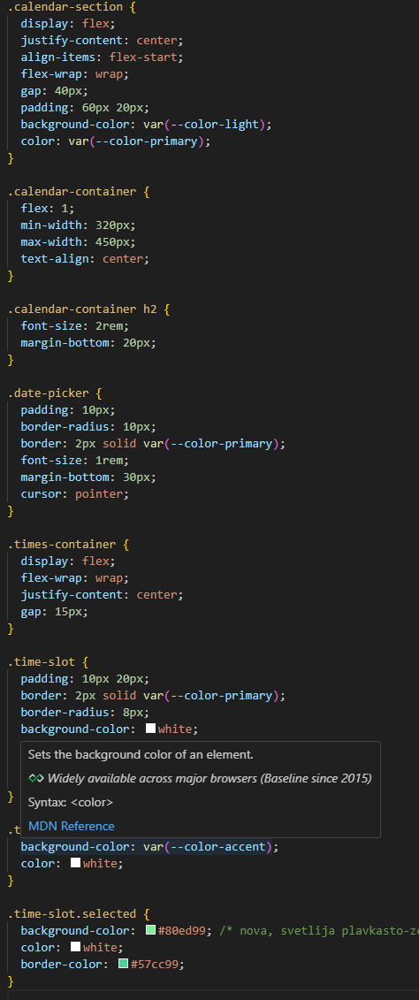 .calendar-section {
display: flex;
justify-content: center;
align-items: flex-start;
flex-wrap: wrap;
gap: 40px;
padding: 60px 20px;
background-color: var(--color-light);
color: var(--color-primary);
}
.calendar-container {
flex: 1;
min-width: 320px;
max-width: 450px;
text-align: center;
}
.calendar-container h2 {
font-size: 2rem;
margin-bottom: 20px;
}
.date-picker {
padding: 10px;
border-radius: 10px;
border: 2px solid var(--color-primary);
font-size: 1rem;
margin-bottom: 30px;
cursor: pointer;
}
.times-container {
display: flex;
flex-wrap: wrap;
justify-content: center;
gap: 15px;
}
.time-slot {
padding: 10px 20px;
border: 2px solid var(--color-primary);
border-radius: 8px;
background-color: white;
Sets the background color of an element.
Widely available across major browsers (Baseline since 2015)
Syntax: <color>
}
MDN Reference
.t
background-color: var(--color-accent);
color: white;
}
.time-slot.selected {
background-color: #80ed99; /* nova, svetlija plavkasto-ze
color: white;
border-color: #57cc99;
}